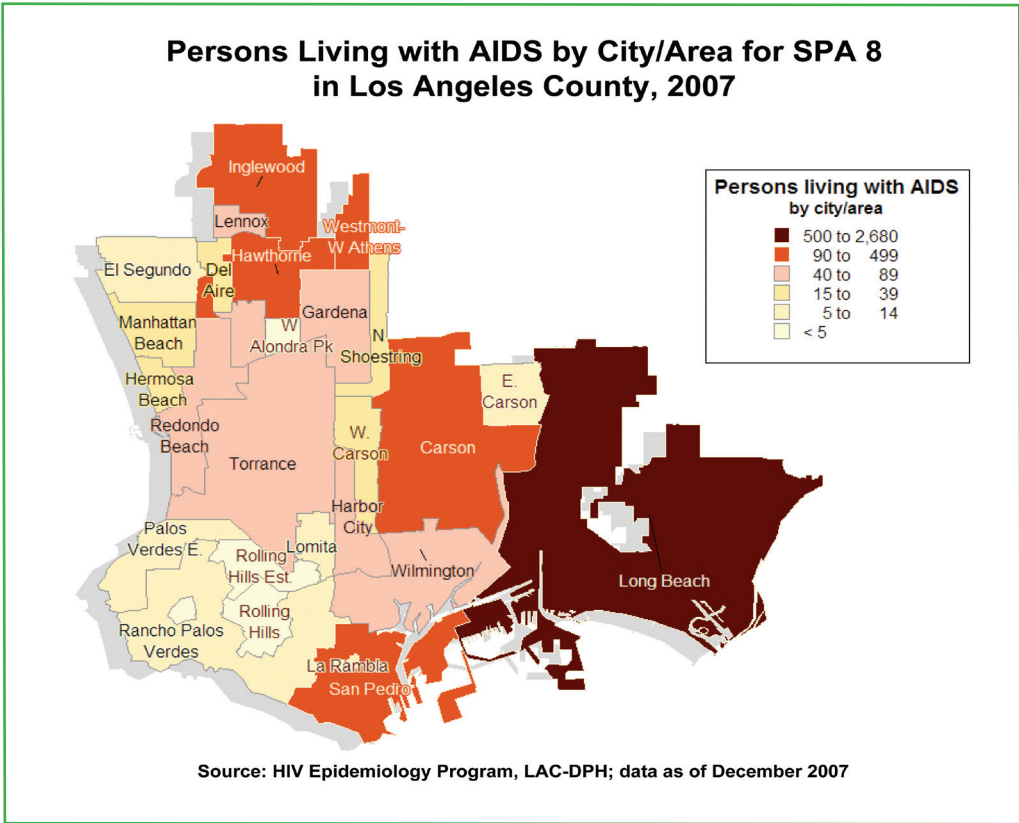 Persons Living with AIDS by City/Area for SPA 8
in Los Angeles County, 2007
Persons living with AIDS
by city/area
500 to 2,680
90 to 499
40 to 89
15 to 39
5 to 14
< 5
Inglewood
Lennox
Westmont-
W Athens
Hawthorne
El Segundo
Del
Aire
Gardena
Manhattan
Beach
W
Alondra Pk
N
Shoestring
Hermosa
Beach
E.
Carson
Redondo
Beach
W.
Carson
Carson
Torrance
Harbor
City
Palos
Verdes E.
Lomita
Rolling
Hills Est.
Wilmington
Long Beach
Rolling
Hills
Rancho Palos
Verdes
La Rambla
San Pedro
Source: HIV Epidemiology Program, LAC-DPH; data as of December 2007